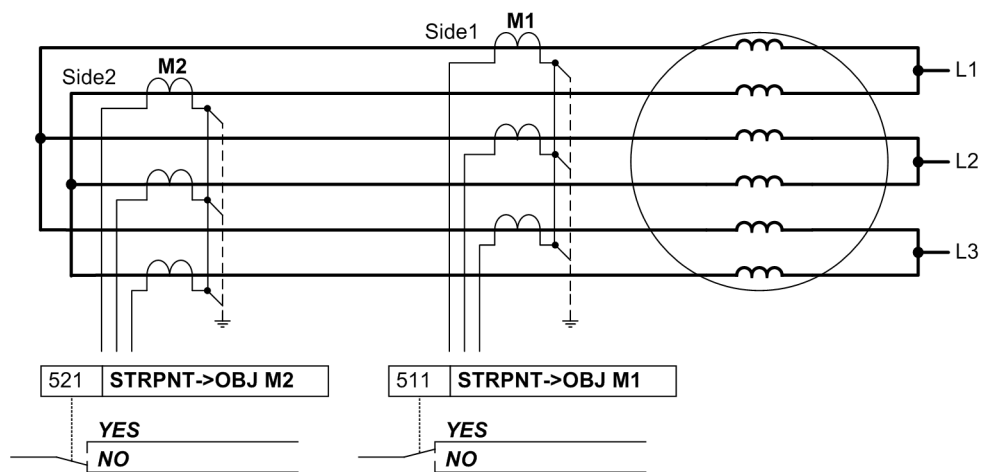 Side1
M1
L1
Side2
M2
L2
L3
521 STRPNT->OBJ M2
YES
NO
511 STRPNT->OBJ M1
YES
NO